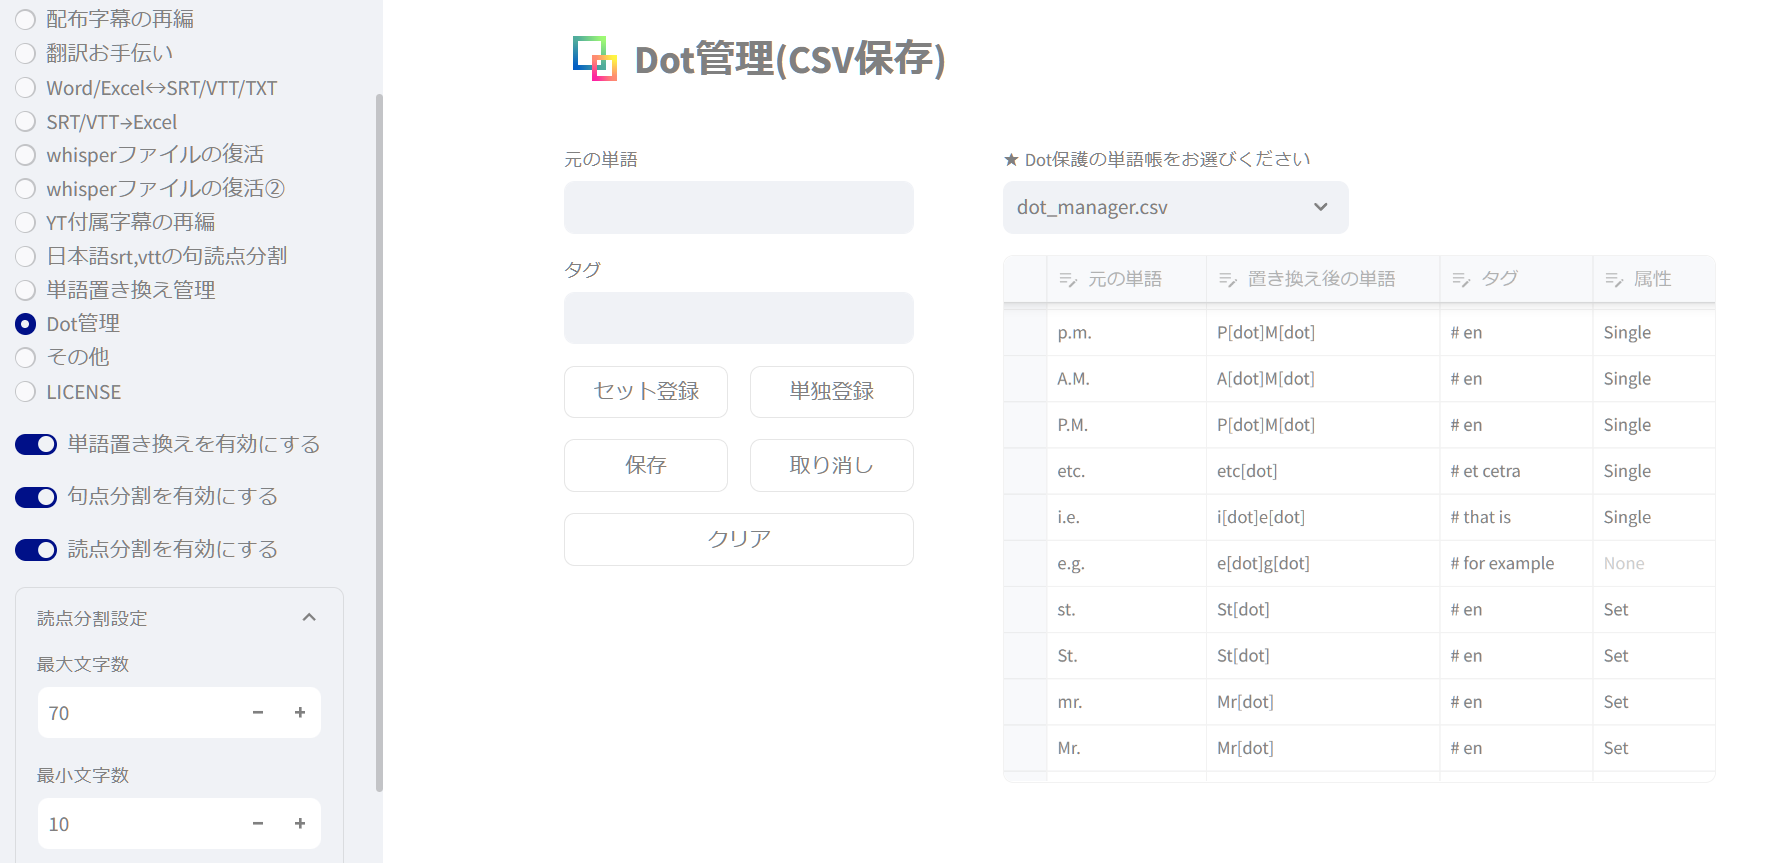 配布字幕の再編
翻訳お手伝い
Word/Excel↔SRT/VTT/TXT
SRT/VTT→Excel
whisperファイルの復活
whisperファイルの復活②
YT付属字幕の再編
日本語srt,vttの句読点分割
単語置き換え管理
Dot管理
その他
LICENSE
単語置き換えを有効にする
句点分割を有効にする
読点分割を有効にする
読点分割設定
最大文字数
70 − +
最小文字数
10 − +
Dot管理(CSV保存)
元の単語
タグ
セット登録 単独登録
保存 取り消し
クリア
★ Dot保護の単語帳をお選びください
dot_manager.csv
元の単語 置き換え後の単語 タグ 属性
p.m. P[dot]M[dot] # en Single
A.M. A[dot]M[dot] # en Single
P.M. P[dot]M[dot] # en Single
etc. etc[dot] # et cetra Single
i.e. i[dot]e[dot] # that is Single
e.g. e[dot]g[dot] # for example None
st. St[dot] # en Set
St. St[dot] # en Set
mr. Mr[dot] # en Set
Mr. Mr[dot] # en Set